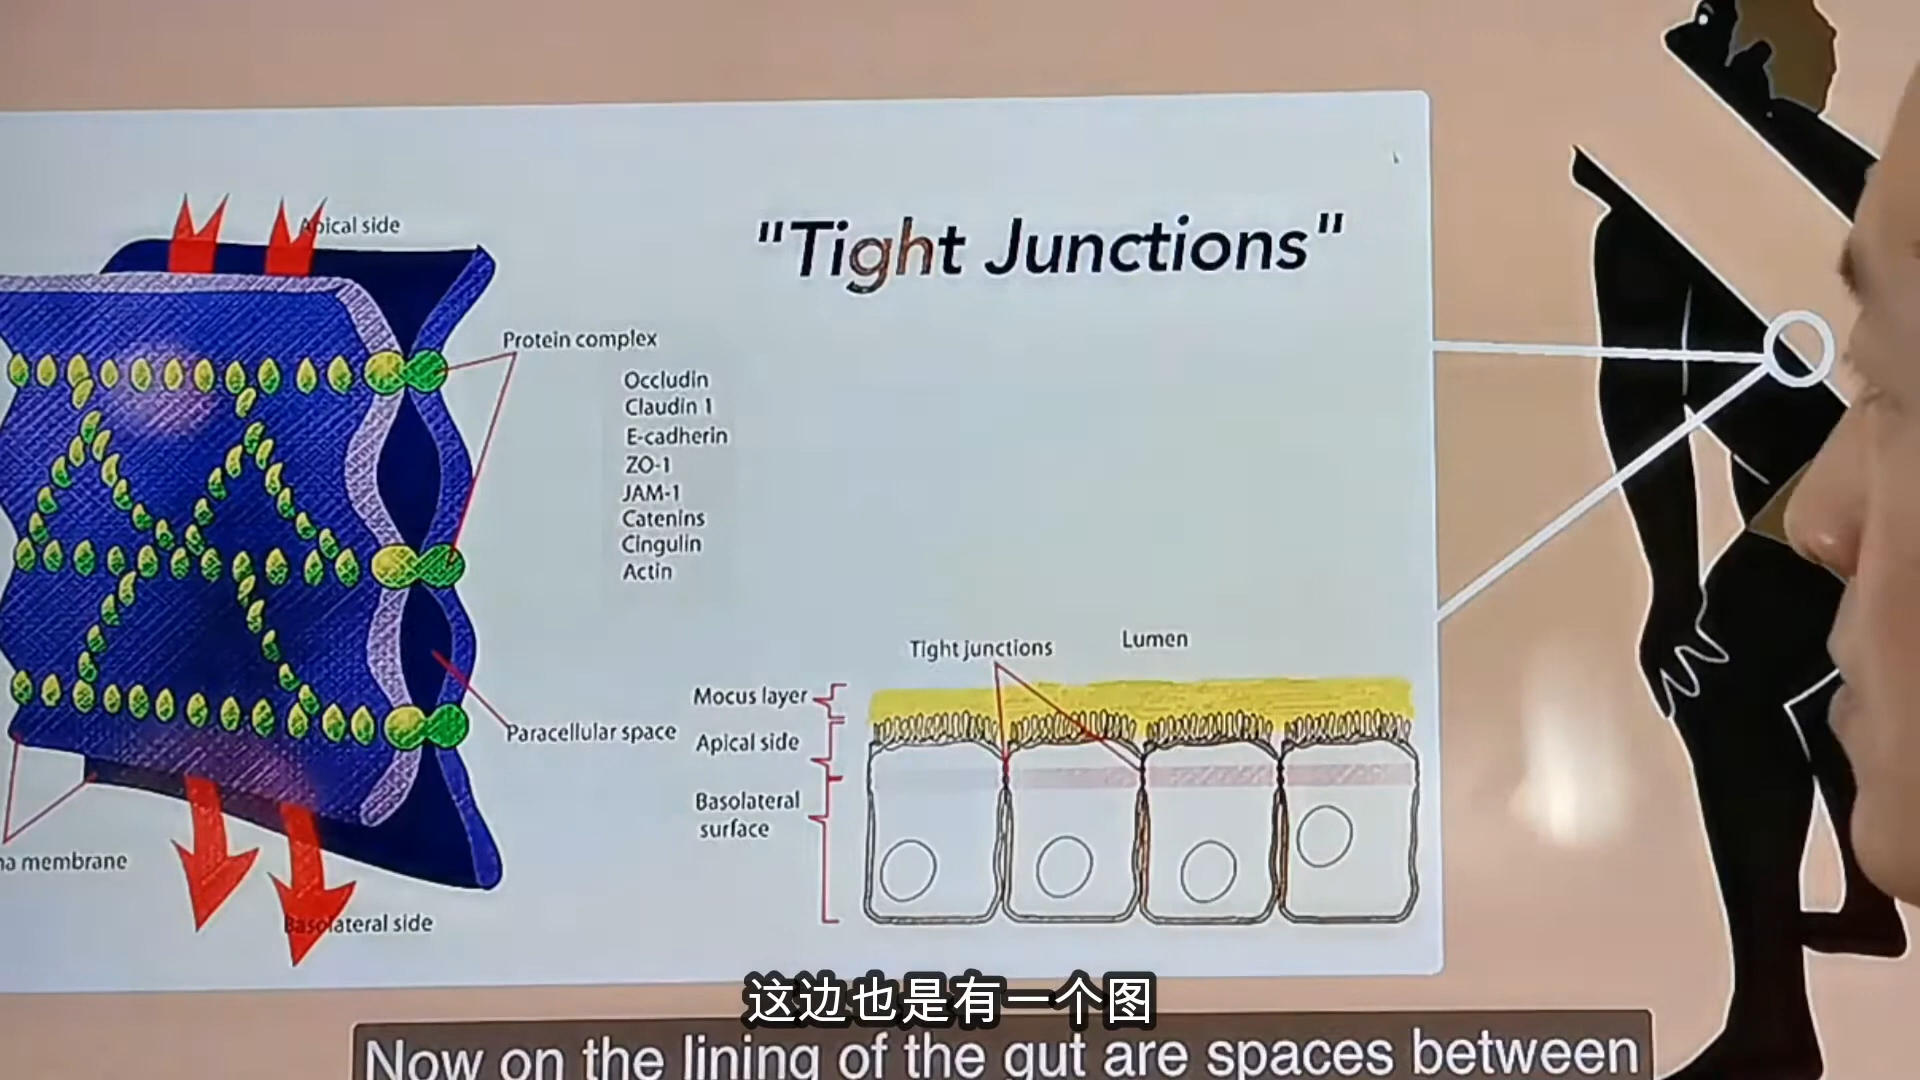 "Tight Junctions"
Apical side
Protein complex
Occludin
Claudin 1
E-cadherin
ZO-1
JAM-1
Catenins
Cingulin
Actin
Paracellular space
na membrane
Basolateral side
Tight junctions
Lumen
Mocus layer
Apical side
Basolateral
surface
这边也是有一个图
Now on the lining of the gut are spaces between